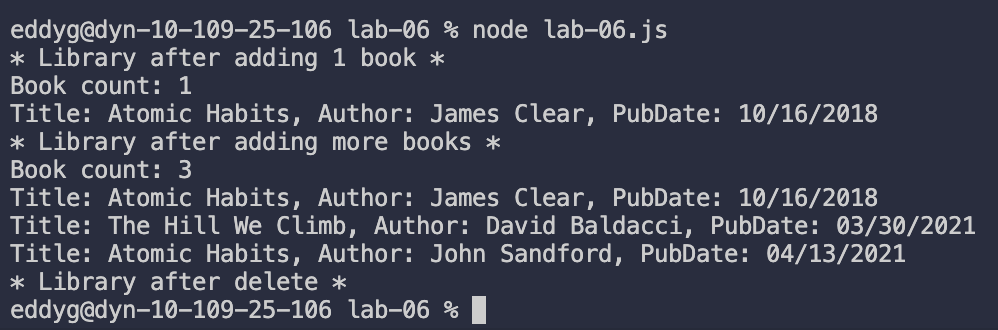 eddyg@dyn-10-109-25-106 lab-06 % node lab-06.js
* Library after adding 1 book *
Book count: 1
Title: Atomic Habits, Author: James Clear, PubDate: 10/16/2018
* Library after adding more books *
Book count: 3
Title: Atomic Habits, Author: James Clear, PubDate: 10/16/2018
Title: The Hill We Climb, Author: David Baldacci, PubDate: 03/30/2021
Title: Atomic Habits, Author: John Sandford, PubDate: 04/13/2021
* Library after delete *
eddyg@dyn-10-109-25-106 lab-06 %